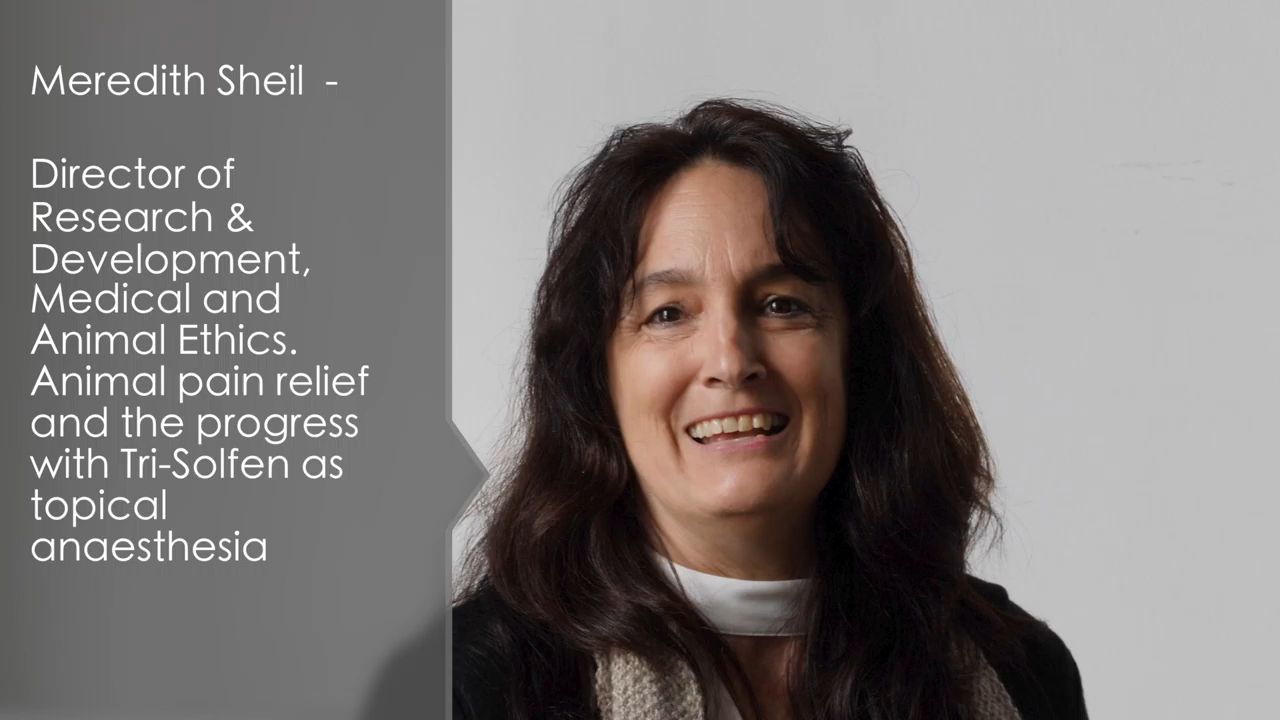 Meredith Sheil -
Director of
Research &
Development,
Medical and
Animal Ethics.
Animal pain relief
and the progress
with Tri-Solfen as
topical
anaesthesia